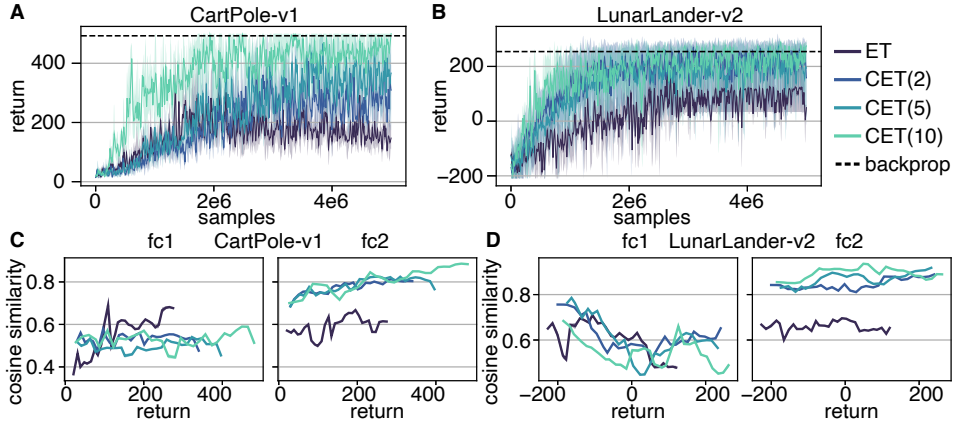 A CartPole-v1
return
400
200
0
0 2e6 4e6
samples
B LunarLander-v2
return
200
0
−200
0 2e6 4e6
samples
ET
CET(2)
CET(5)
CET(10)
backprop
C fc1 CartPole-v1 fc2
cosine similarity
0.8
0.6
0.4
0 200 400 0 200 400
return return
D fc1 LunarLander-v2 fc2
cosine similarity
0.8
0.6
−200 0 200 −200 0 200
return return